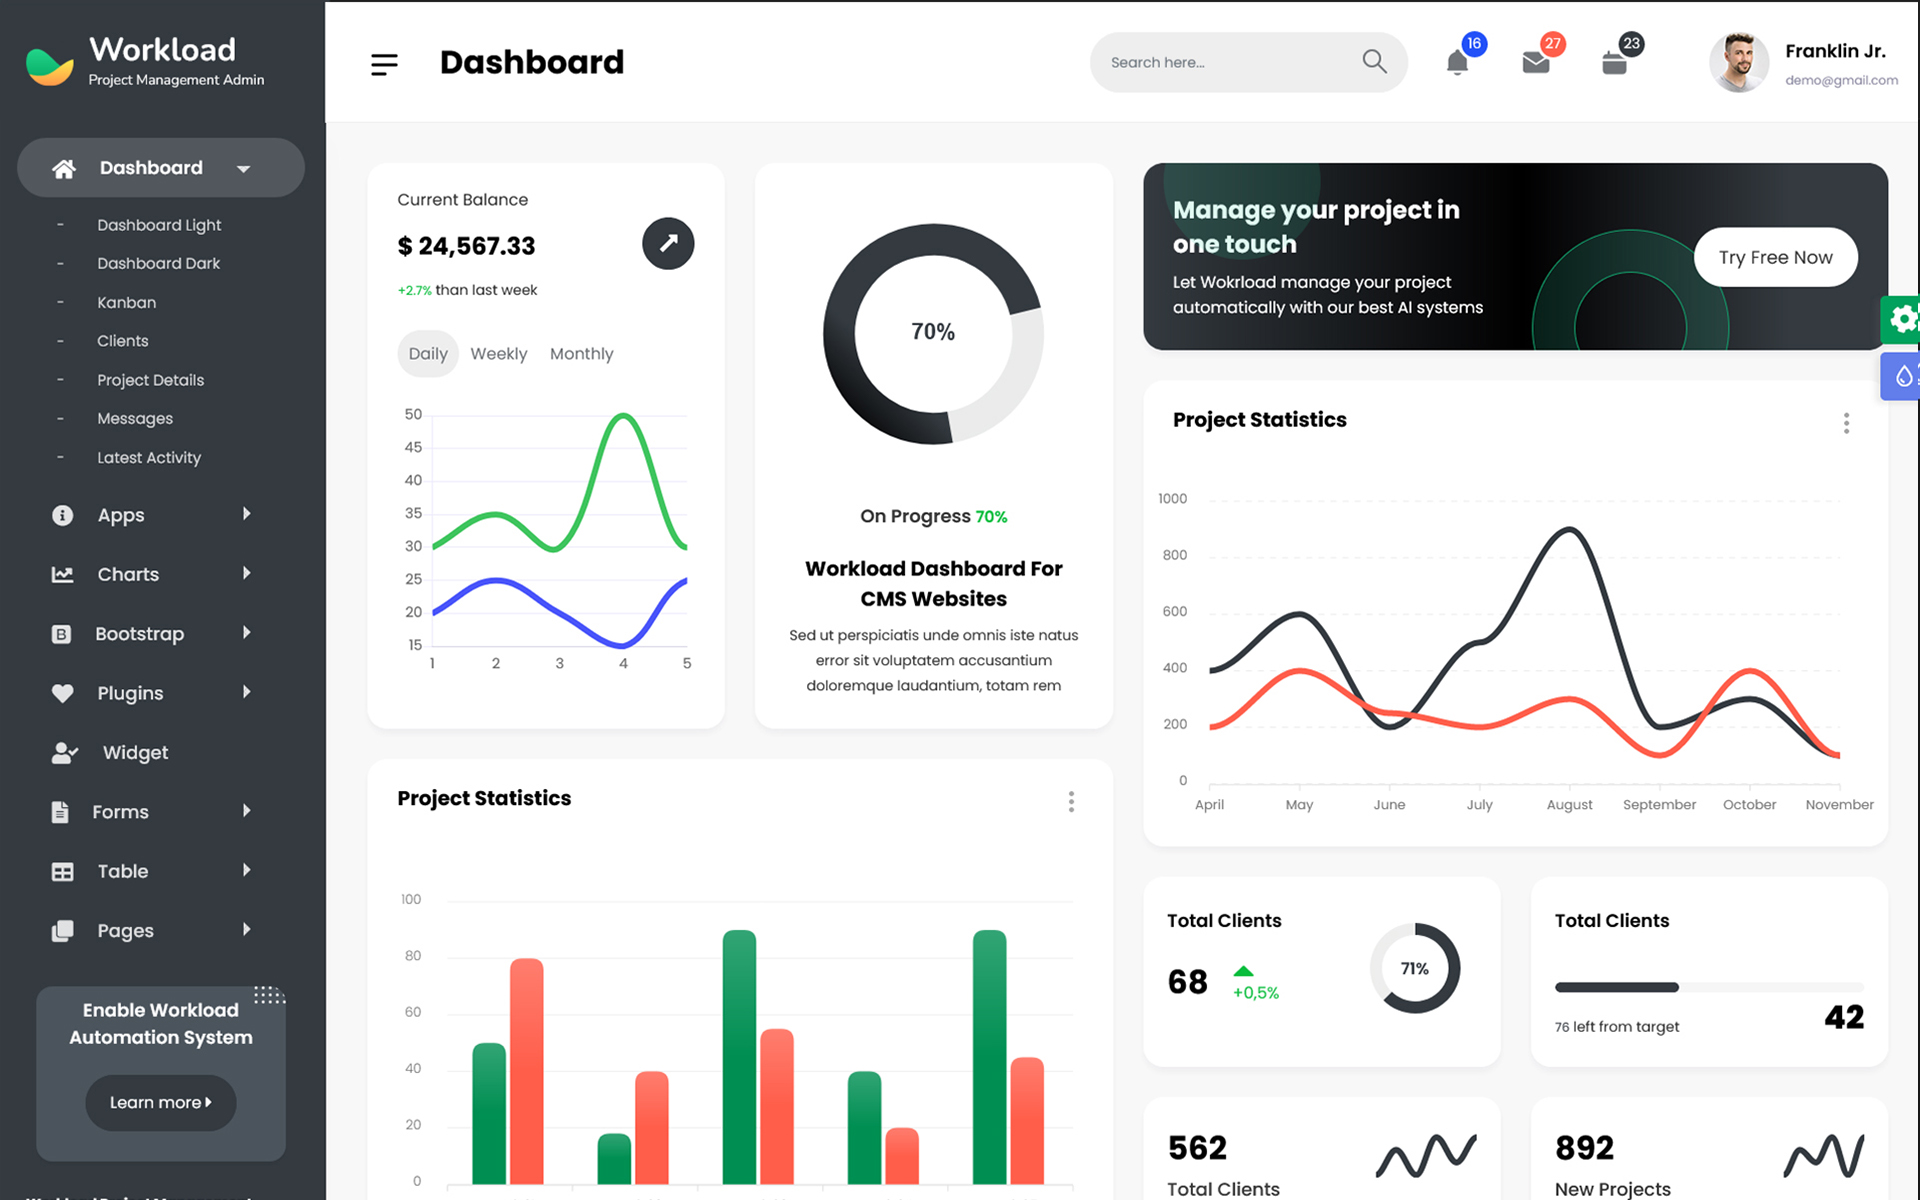 Workload
Project Management Admin
Dashboard
- Dashboard Light
- Dashboard Dark
- Kanban
- Clients
- Project Details
- Messages
- Latest Activity
Apps
Charts
B Bootstrap
Plugins
Widget
Forms
Table
Pages
Enable Workload
Automation System
Learn more
Dashboard
Search here...
16
27
23
Franklin Jr.
demo@gmail.com
Current Balance
$ 24,567.33
+2.7% than last week
Daily Weekly Monthly
50
45
40
35
30
25
20
15
1 2 3 4 5
70%
On Progress 70%
Workload Dashboard For
CMS Websites
Sed ut perspiciatis unde omnis iste natus
error sit voluptatem accusantium
doloremque laudantium, totam rem
Manage your project in
one touch
Let Wokrload manage your project
automatically with our best AI systems
Try Free Now
Project Statistics
1000
800
600
400
200
0
April May June July August September October November
Project Statistics
100
80
60
40
20
0
Total Clients
68
+0,5%
71%
Total Clients
76 left from target
42
562
Total Clients
892
New Projects